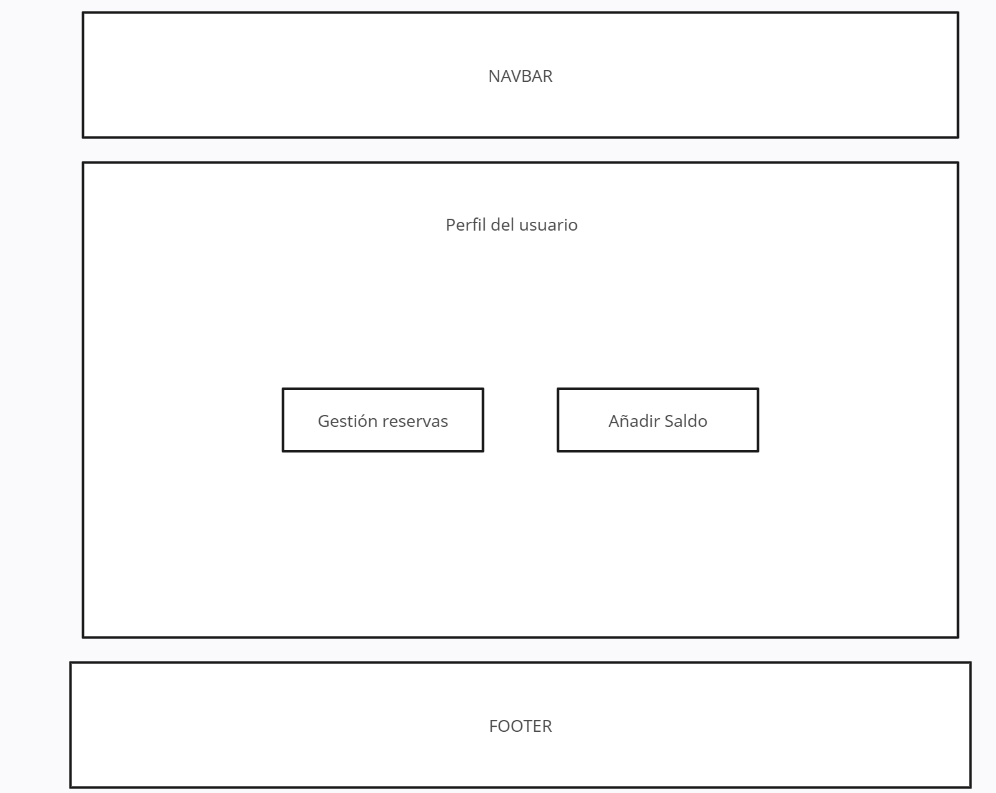 NAVBAR
Perfil del usuario
Gestión reservas
Añadir Saldo
FOOTER